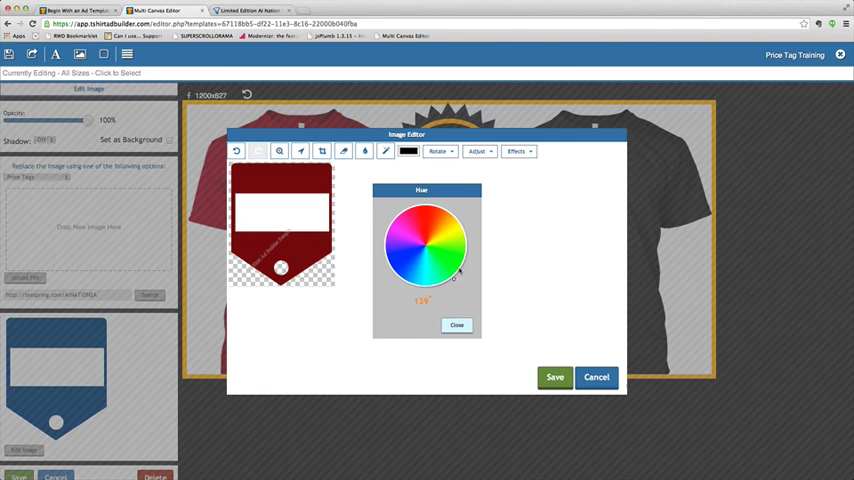 Begin With an Ad Templat
Multi Canvas Editor
Limited Edition AI Nation
https://app.tshirtadbuilder.com/editor.php?templates=67118bb5-df22-11e3-8c16-22000b040fba
Apps
RWD Bookmarklet
Can I use... Support
SUPERSCROLLORAMA
Modernizr: the feat
jsPlumb 1.3.15 - Hom
Multi Canvas Editor
A
Price Tag Training
Currently Editing - All Sizes - Click to Select
Edit Image
1200x627
Opacity:
100%
Shadow:
Off
Set as Background
Image Editor
Rotate
Adjust
Effects
Replace the Image using one of the following options:
Price Tags
Drop New Image Here
Upload File
Search
Hue
139°
Close
Save
Cancel
Edit Image
Save
Cancel
Delete